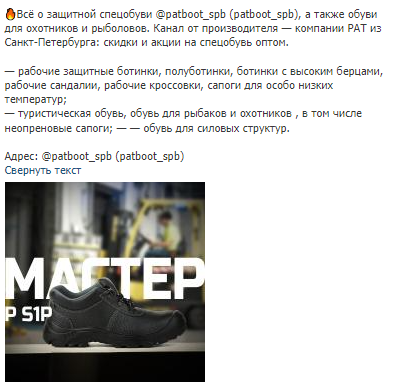 🔥Всё о защитной спецобуви @patboot_spb (patboot_spb), а также обуви
для охотников и рыболовов. Канал от производителя — компании РАТ из
Санкт-Петербурга: скидки и акции на спецобувь оптом.
— рабочие защитные ботинки, полуботинки, ботинки с высоким берцами,
рабочие сандалии, рабочие кроссовки, сапоги для особо низких
температур;
— туристическая обувь, обувь для рыбаков и охотников , в том числе
неопреновые сапоги; — — обувь для силовых структур.
Адрес: @patboot_spb (patboot_spb)
Свернуть текст
МАСТЕР
Р S1P